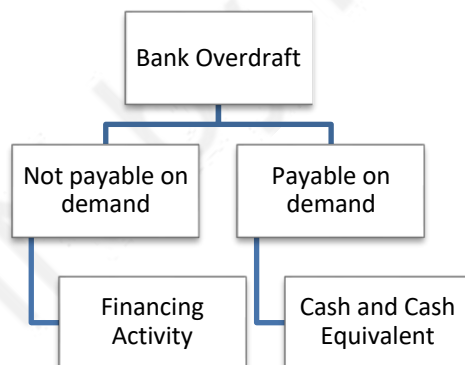 Bank Overdraft
Not payable on
demand
Payable on
demand
Financing
Activity
Cash and Cash
Equivalent